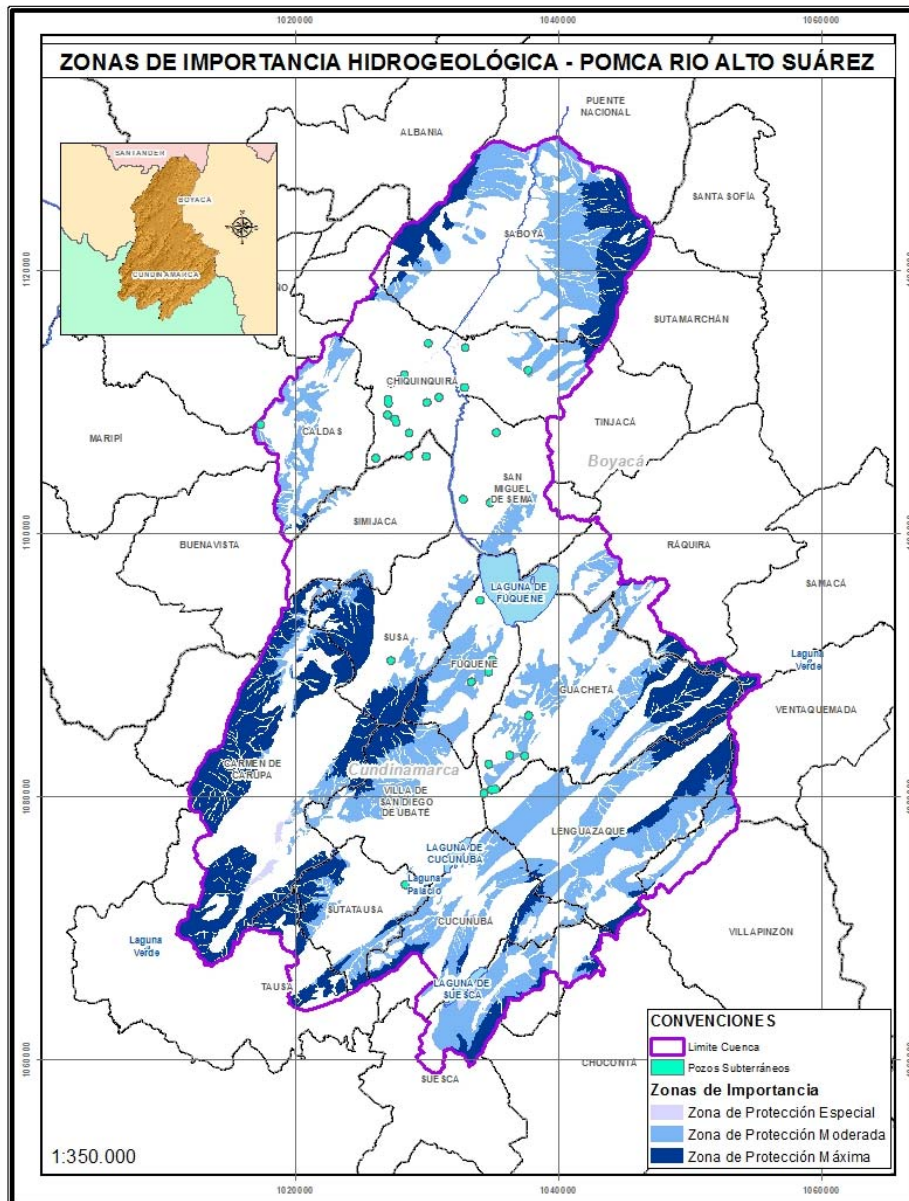 1020000 1040000 1060000
ZONAS DE IMPORTANCIA HIDROGEOLÓGICA - POMCA RIO ALTO SUÁREZ
PUENTE
NACIONAL
ALBANIA
SANTANDER
BOYACÁ
CUNDINAMARCA
SANTA SOFÍA
SABOYÁ
1120000
SUTAMARCHÁN
CHIQUINQUIRÁ
CALDAS
TINJACÁ
MARIPÍ
Boyacá
SAN
MIGUEL
DE SEMA
SIMIJACA
BUENAVISTA
RÁQUIRA
1100000
SAMACÁ
LAGUNA DE
FÚQUENE
SUSA
FÚQUENE
GUACHETÁ
Laguna
Verde
VENTAQUEMADA
CARMEN DE
CARUPA
Cundinamarca
VILLA DE
SAN DIEGO
DE UBATÉ
1080000
LENGUAZAQUE
LAGUNA DE
CUCUNUBÁ
Laguna
Palacio
SUTATAUSA
CUCUNUBÁ
VILLAPINZÓN
Laguna
Verde
TAUSA
LAGUNA DE
SUESCA
SUESCA
CHOCONTÁ
1060000
CONVENCIONES
Limite Cuenca
Pozos Subterráneos
Zonas de Importancia
Zona de Protección Especial
Zona de Protección Moderada
Zona de Protección Máxima
1:350.000
1020000 1040000 1060000